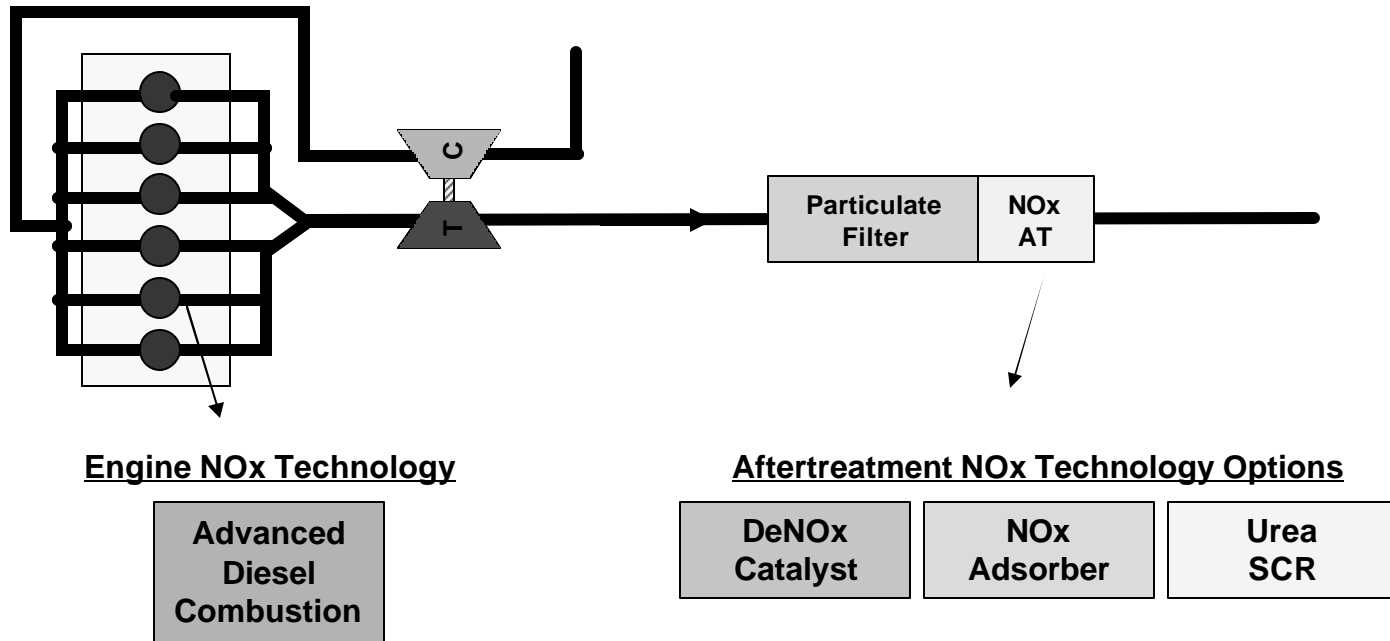 C
T
Particulate
Filter
NOx
AT
Engine NOx Technology
Advanced
Diesel
Combustion
Aftertreatment NOx Technology Options
DeNOx
Catalyst
NOx
Adsorber
Urea
SCR